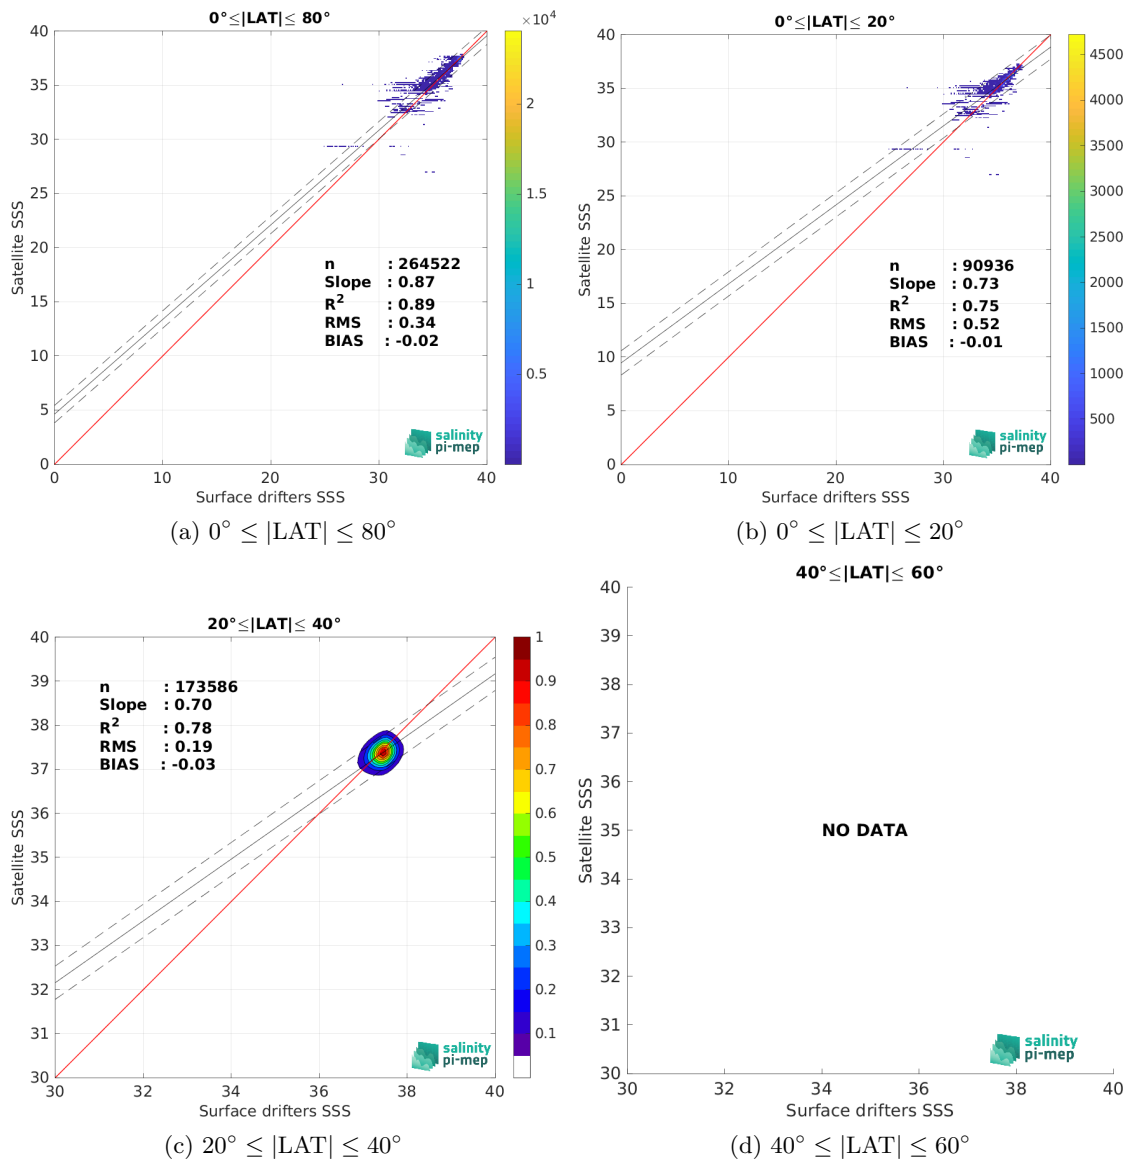 0°≤|LAT|≤ 80°
×10⁴
40
35
30
25
20
15
10
5
0
Satellite SSS
n : 264522
Slope : 0.87
R² : 0.89
RMS : 0.34
BIAS : -0.02
salinity
pi-mep
0 10 20 30 40
Surface drifters SSS
2
1.5
1
0.5
(a) 0° ≤ |LAT| ≤ 80°
0°≤|LAT|≤ 20°
40
35
30
25
20
15
10
5
0
Satellite SSS
n : 90936
Slope : 0.73
R² : 0.75
RMS : 0.52
BIAS : -0.01
salinity
pi-mep
0 10 20 30 40
Surface drifters SSS
4500
4000
3500
3000
2500
2000
1500
1000
500
(b) 0° ≤ |LAT| ≤ 20°
20°≤|LAT|≤ 40°
40
39
38
37
36
35
34
33
32
31
30
Satellite SSS
n : 173586
Slope : 0.70
R² : 0.78
RMS : 0.19
BIAS : -0.03
salinity
pi-mep
30 32 34 36 38 40
Surface drifters SSS
1
0.9
0.8
0.7
0.6
0.5
0.4
0.3
0.2
0.1
(c) 20° ≤ |LAT| ≤ 40°
40°≤|LAT|≤ 60°
40
39
38
37
36
35
34
33
32
31
30
Satellite SSS
NO DATA
salinity
pi-mep
30 32 34 36 38 40
Surface drifters SSS
(d) 40° ≤ |LAT| ≤ 60°